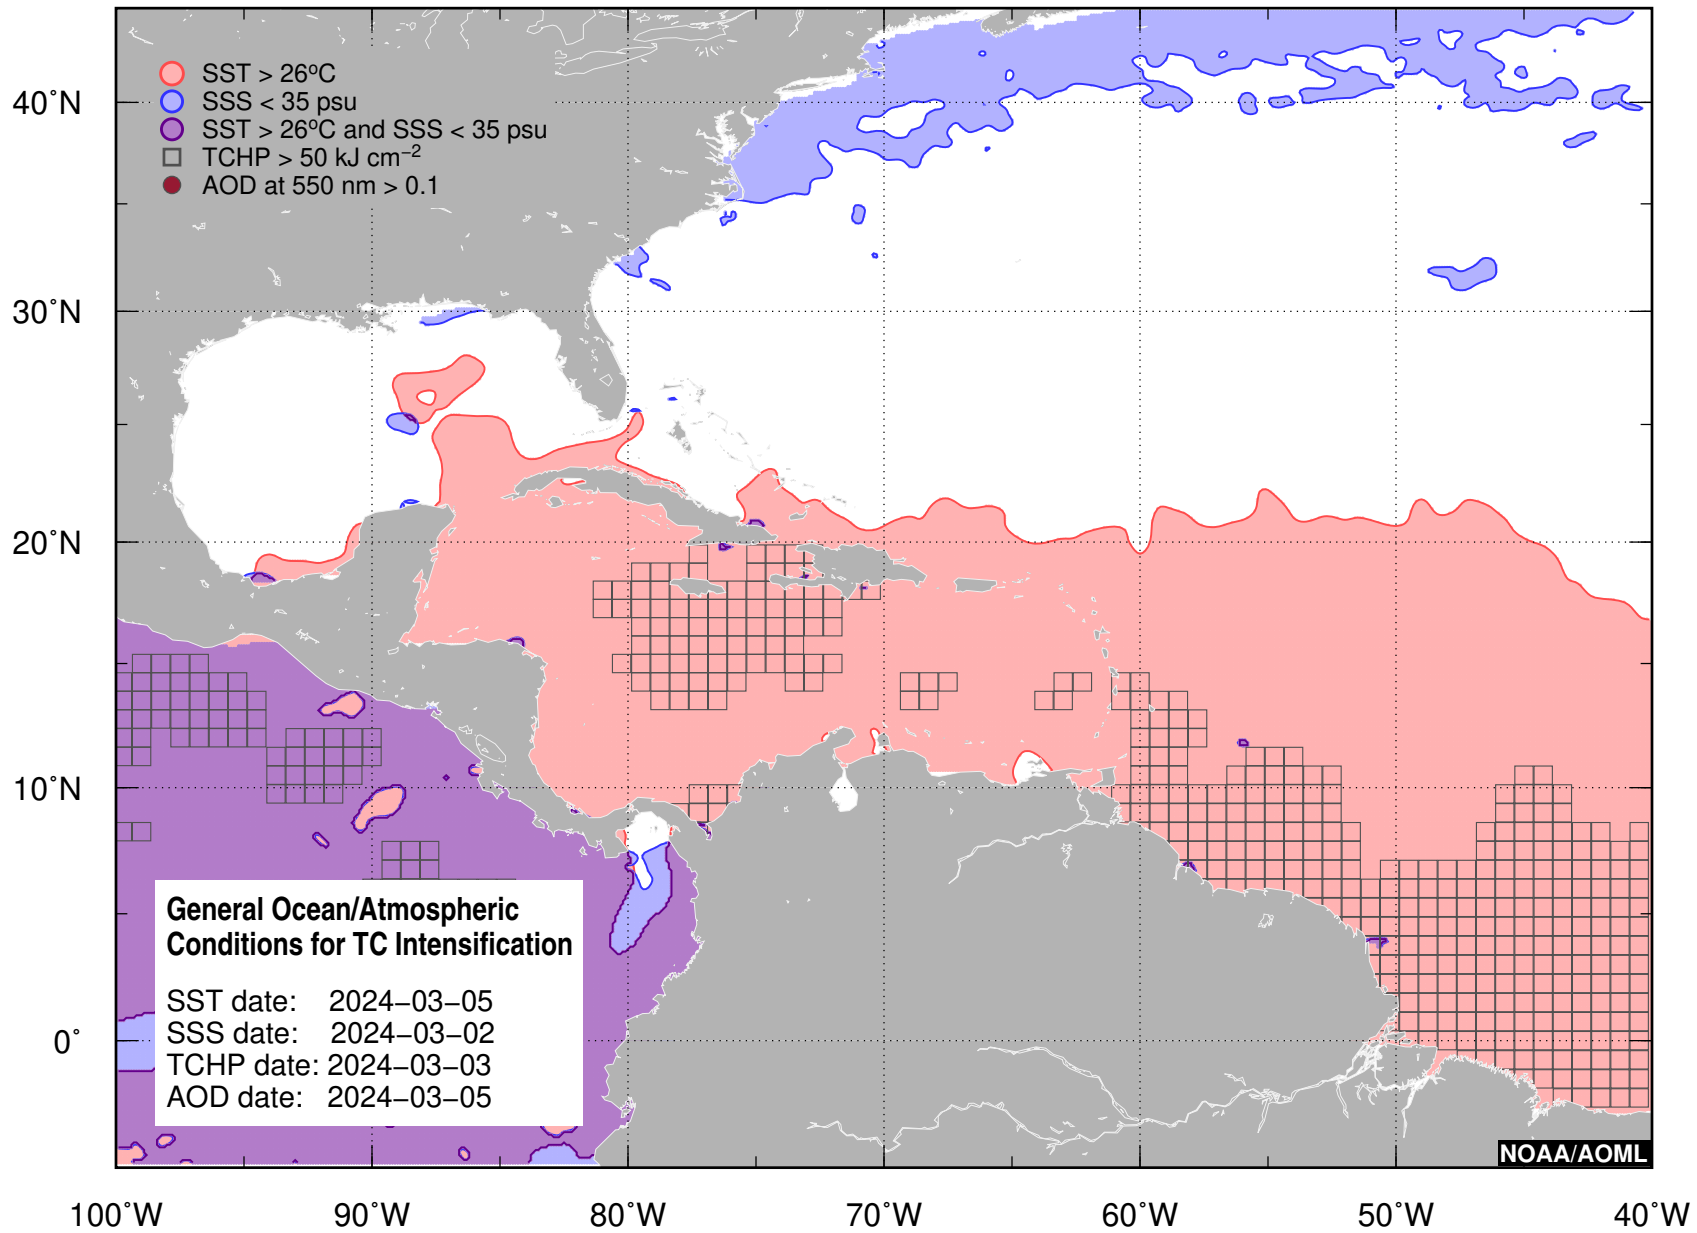 SST > 26°C
SSS < 35 psu
SST > 26°C and SSS < 35 psu
TCHP > 50 kJ cm⁻²
AOD at 550 nm > 0.1
40°N
30°N
20°N
10°N
0°
General Ocean/Atmospheric
Conditions for TC Intensification
SST date: 2024−03−05
SSS date: 2024−03−02
TCHP date: 2024−03−03
AOD date: 2024−03−05
NOAA/AOML
100°W 90°W 80°W 70°W 60°W 50°W 40°W